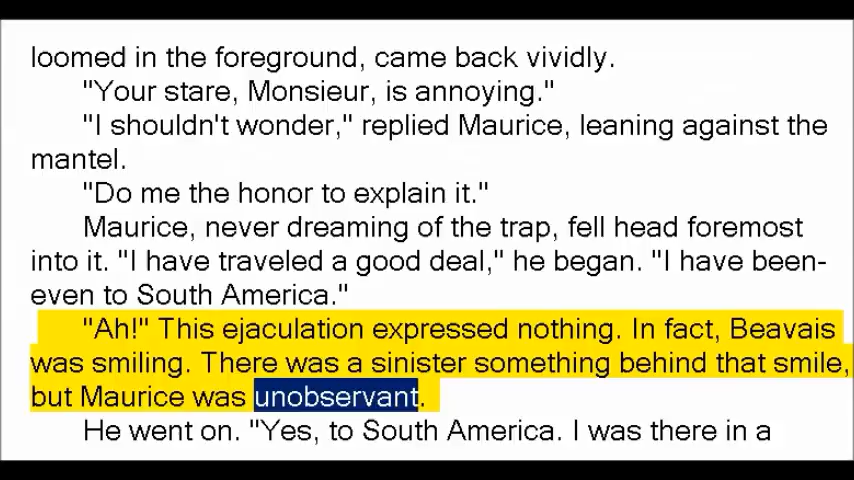 loomed in the foreground, came back vividly.
"Your stare, Monsieur, is annoying."
"I shouldn't wonder," replied Maurice, leaning against the
mantel.
"Do me the honor to explain it."
Maurice, never dreaming of the trap, fell head foremost
into it. "I have traveled a good deal," he began. "I have been-
even to South America."
"Ah!" This ejaculation expressed nothing. In fact, Beavais
was smiling. There was a sinister something behind that smile,
but Maurice was unobservant.
He went on. "Yes, to South America. I was there in a